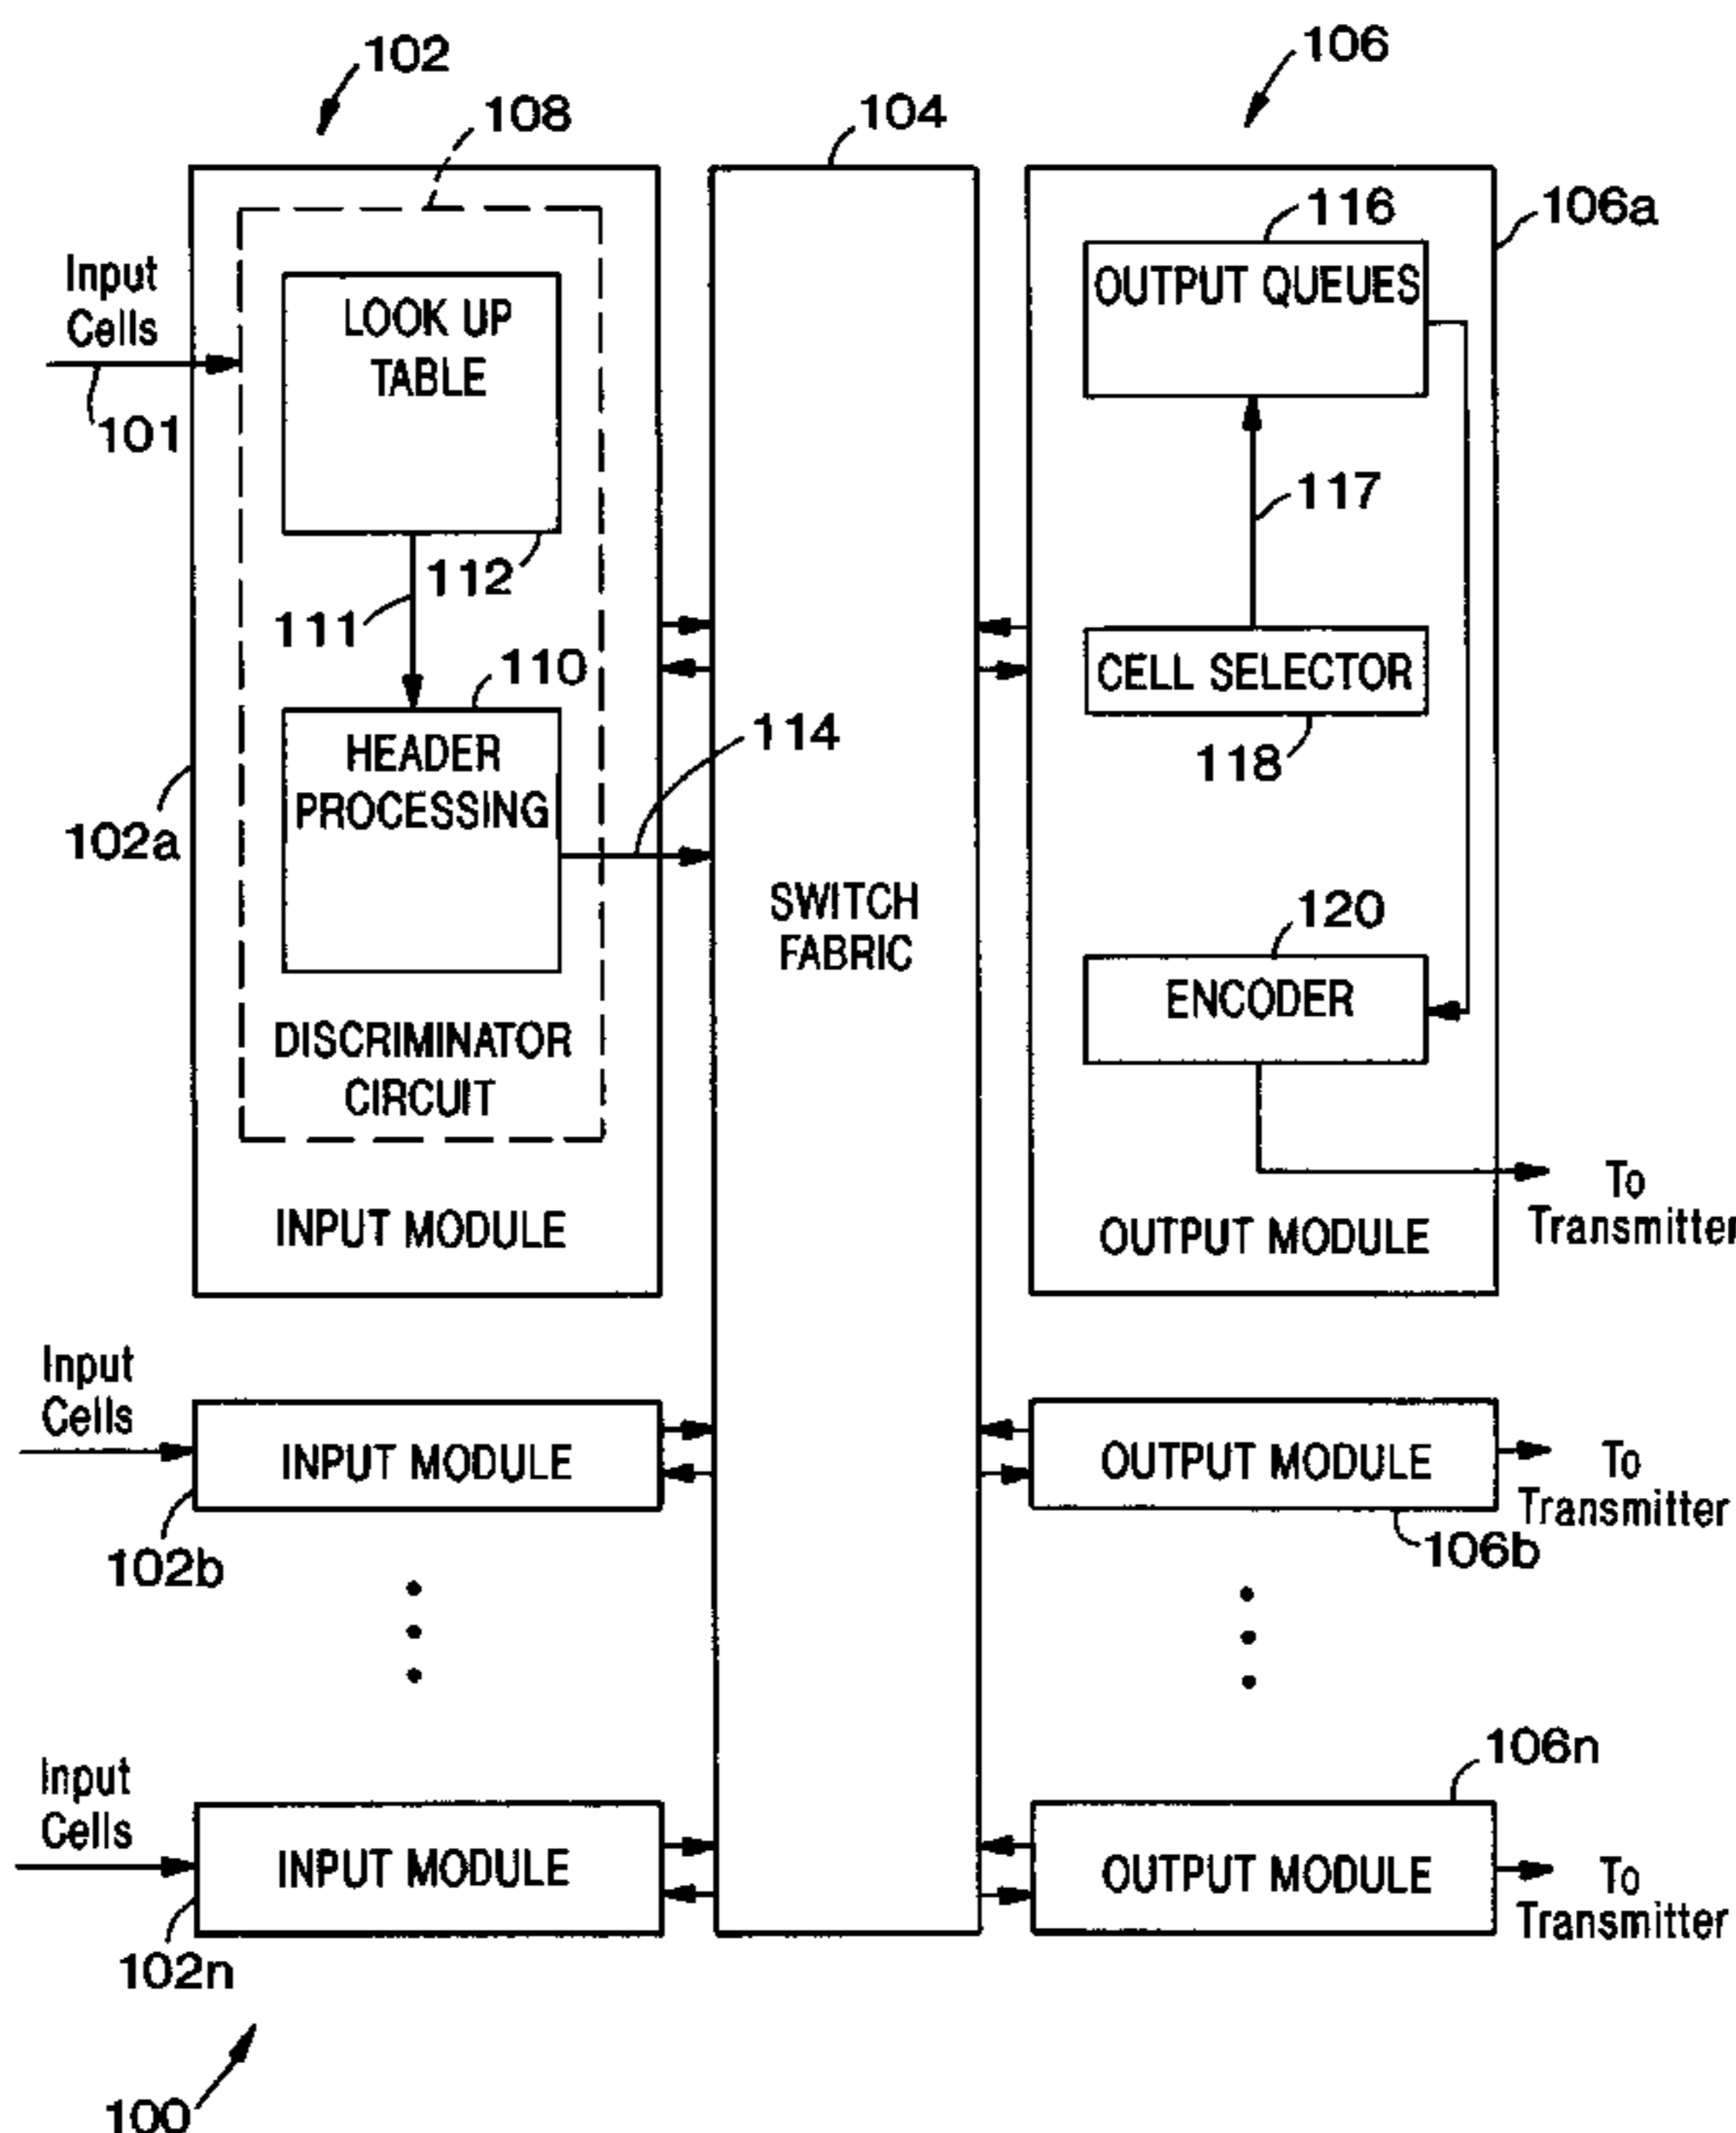 102
106
108
104
116
106a
Input
Cells
LOOK UP
TABLE
OUTPUT QUEUES
101
117
112
111
110
CELL SELECTOR
114
118
HEADER
PROCESSING
102a
SWITCH
FABRIC
120
ENCODER
DISCRIMINATOR
CIRCUIT
To
Transmitter
INPUT MODULE
OUTPUT MODULE
Input
Cells
INPUT MODULE
OUTPUT MODULE
To
Transmitter
102b
106b
106n
Input
Cells
INPUT MODULE
OUTPUT MODULE
To
Transmitter
102n
100